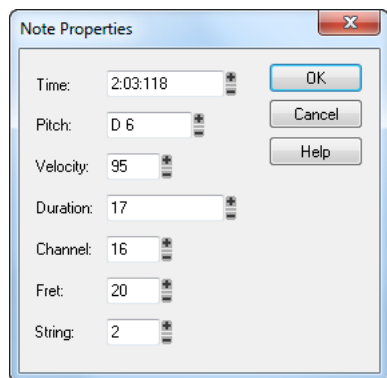 Note Properties
Time: 2:03:118 OK
Pitch: D 6 Cancel
Velocity: 95 Help
Duration: 17
Channel: 16
Fret: 20
String: 2